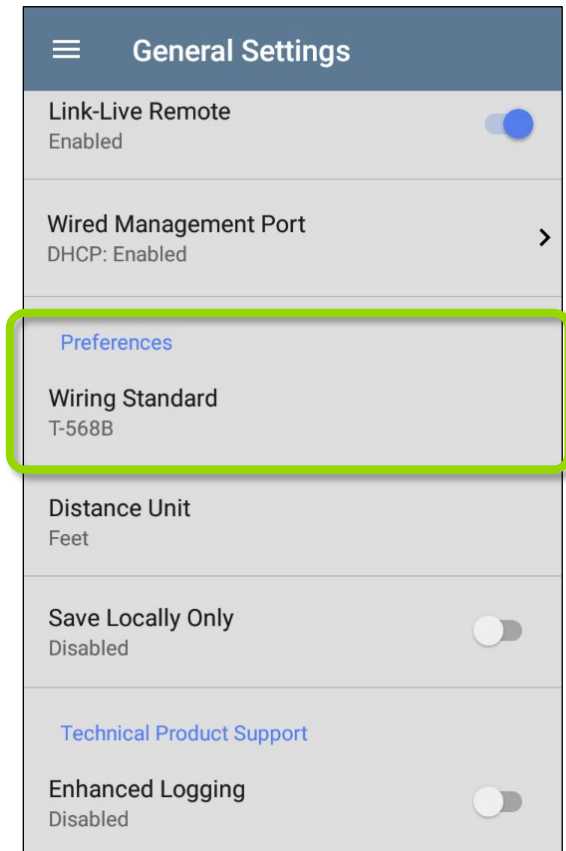 General Settings
Link-Live Remote
Enabled
Wired Management Port
DHCP: Enabled
Preferences
Wiring Standard
T-568B
Distance Unit
Feet
Save Locally Only
Disabled
Technical Product Support
Enhanced Logging
Disabled